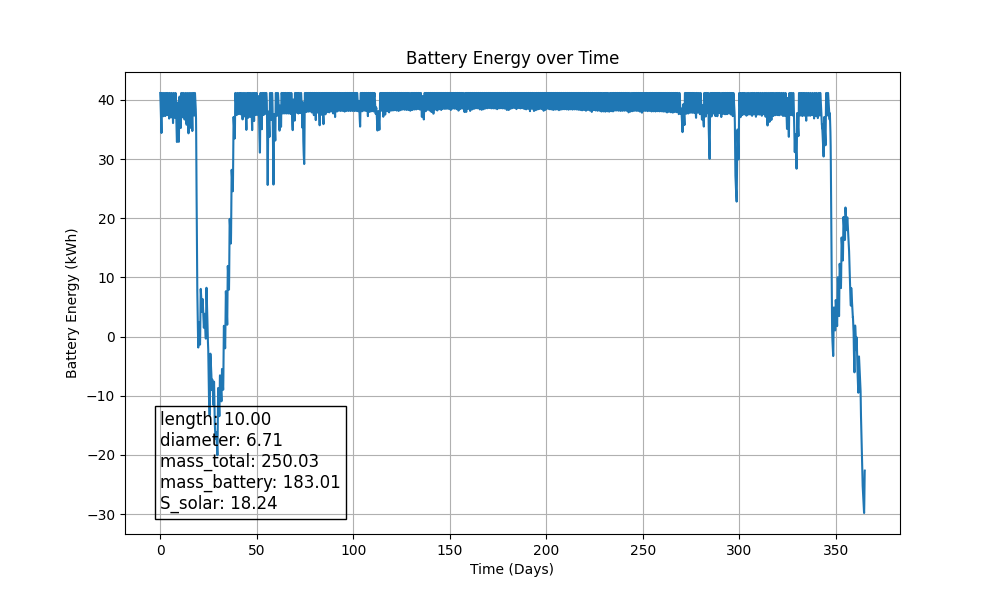 Battery Energy over Time
Battery Energy (kWh)
40
30
20
10
0
−10
−20
−30
length: 10.00
diameter: 6.71
mass_total: 250.03
mass_battery: 183.01
S_solar: 18.24
0 50 100 150 200 250 300 350
Time (Days)